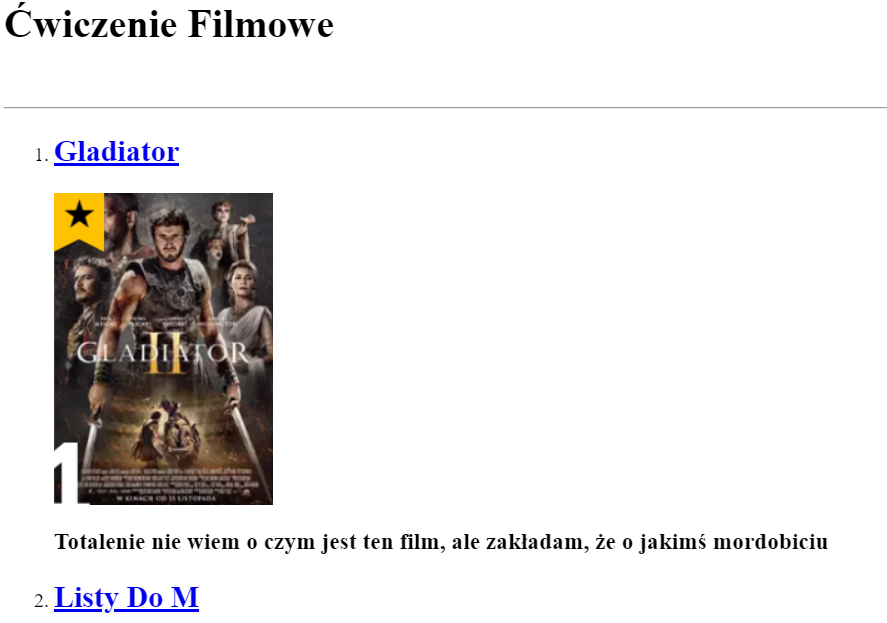 Ćwiczenie Filmowe
1. Gladiator
GLADIATOR
II
1
W KINACH OD 15 LISTOPADA
Totalenie nie wiem o czym jest ten film, ale zakładam, że o jakimś mordobiciu
2. Listy Do M